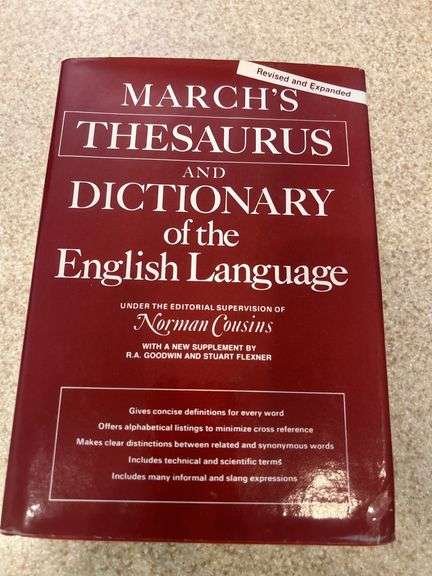 Revised and Expanded
MARCH'S
THESAURUS
AND
DICTIONARY
of the
English Language
UNDER THE EDITORIAL SUPERVISION OF
Norman Cousins
WITH A NEW SUPPLEMENT BY
R.A. GOODWIN AND STUART FLEXNER
Gives concise definitions for every word
Offers alphabetical listings to minimize cross reference
Makes clear distinctions between related and synonymous words
Includes technical and scientific terms
Includes many informal and slang expressions